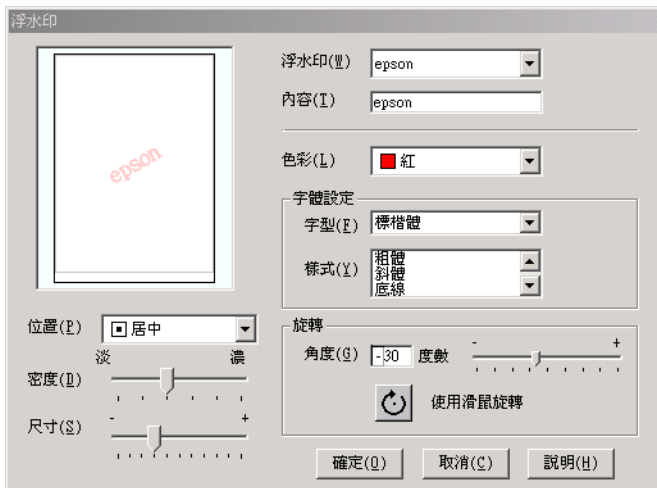 浮水印
epson
浮水印(W) epson
內容(T) epson
色彩(L) 紅
字體設定
字型(F) 標楷體
樣式(Y) 粗體
斜體
底線
位置(P) 居中
淡 濃
密度(D)
尺寸(S) - +
旋轉
角度(G) -30 度數 - +
使用滑鼠旋轉
確定(O) 取消(C) 說明(H)